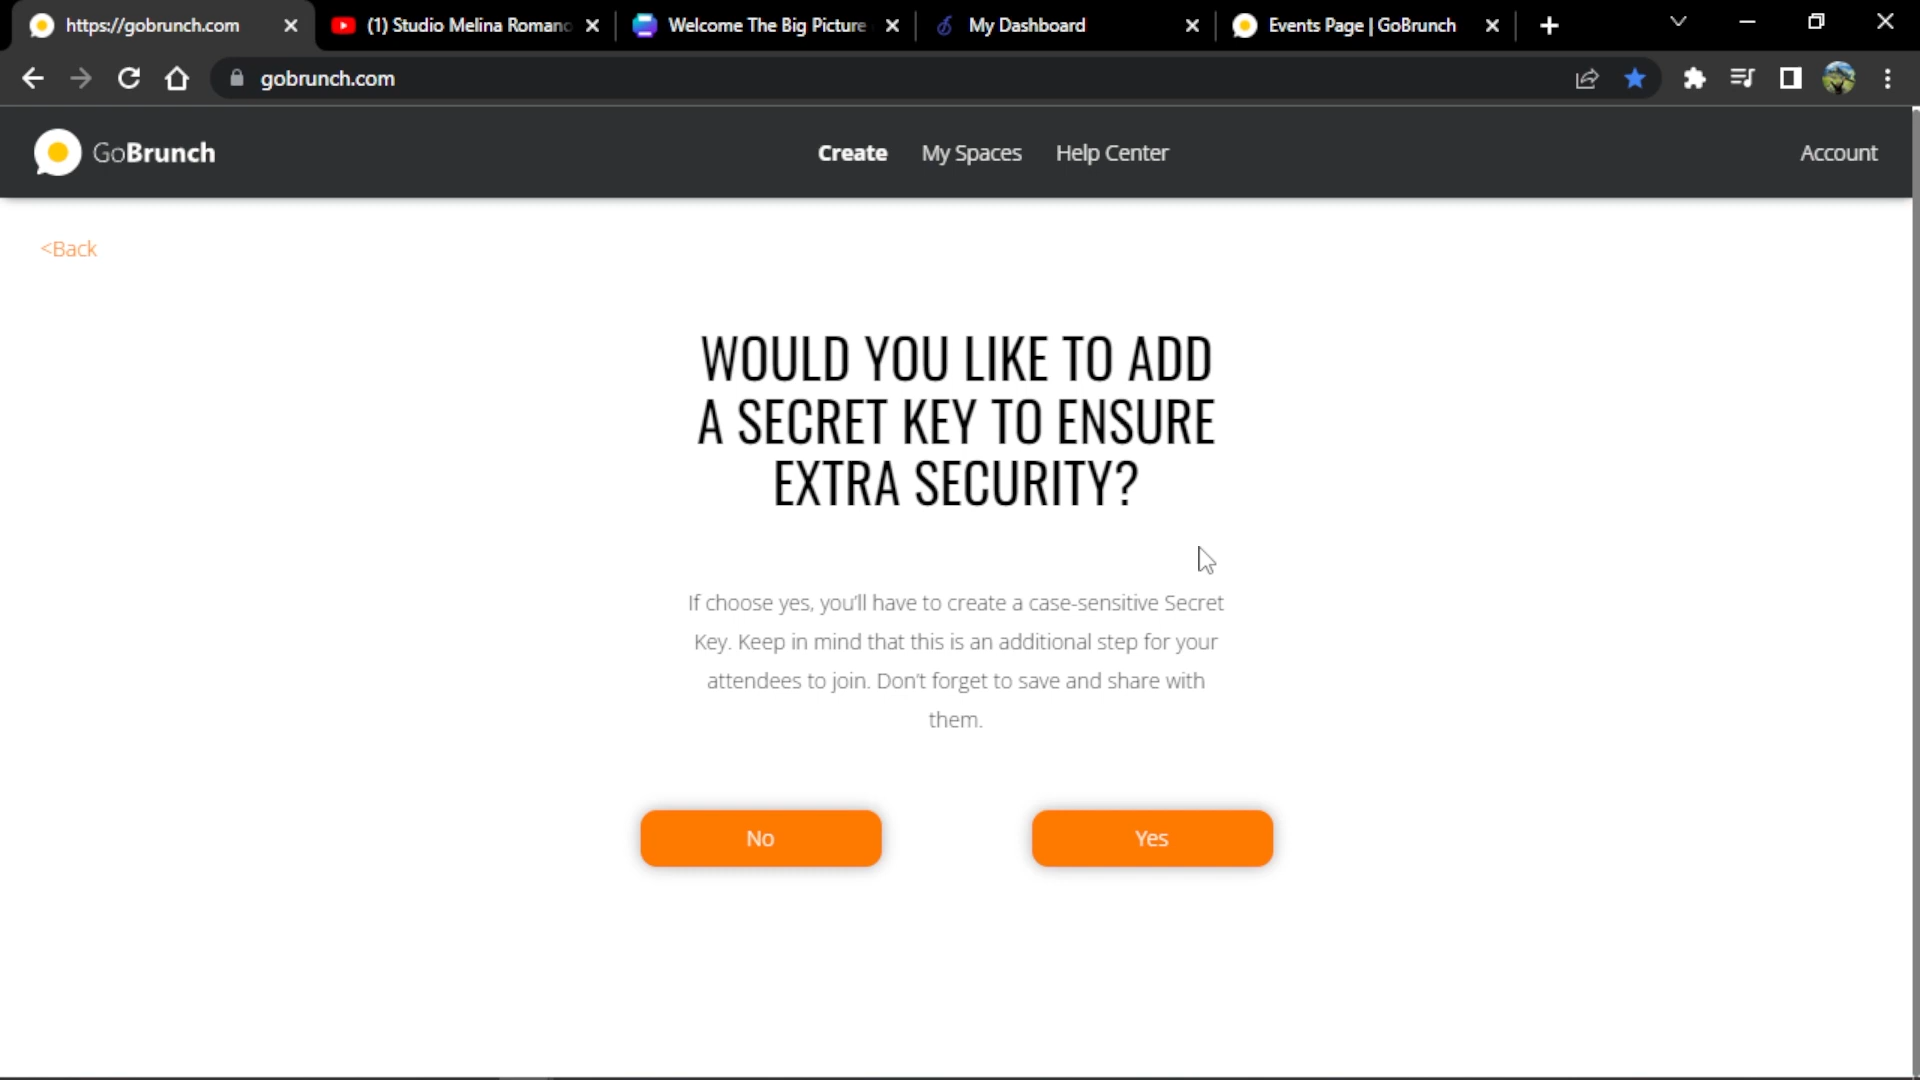 https://gobrunch.com
(1) Studio Melina Romano
Welcome The Big Picture
My Dashboard
Events Page | GoBrunch
gobrunch.com
GoBrunch
Create
My Spaces
Help Center
Account
<Back
WOULD YOU LIKE TO ADD
A SECRET KEY TO ENSURE
EXTRA SECURITY?
If choose yes, you'll have to create a case-sensitive Secret
Key. Keep in mind that this is an additional step for your
attendees to join. Don't forget to save and share with
them.
No
Yes